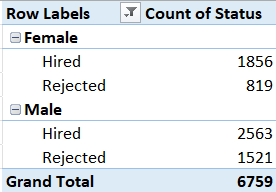 Row Labels Count of Status
Female
Hired 1856
Rejected 819
Male
Hired 2563
Rejected 1521
Grand Total 6759